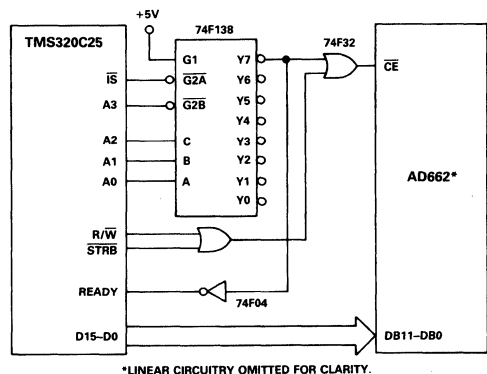 +5V
TMS320C25
74F138
74F32
G1
Y7
IS
G2A
Y6
CE
A3
G2B
Y5
Y4
A2
C
Y3
A1
B
Y2
AD662*
A0
A
Y1
Y0
R/W
STRB
READY
74F04
D15–D0
DB11–DB0
*LINEAR CIRCUITRY OMITTED FOR CLARITY.